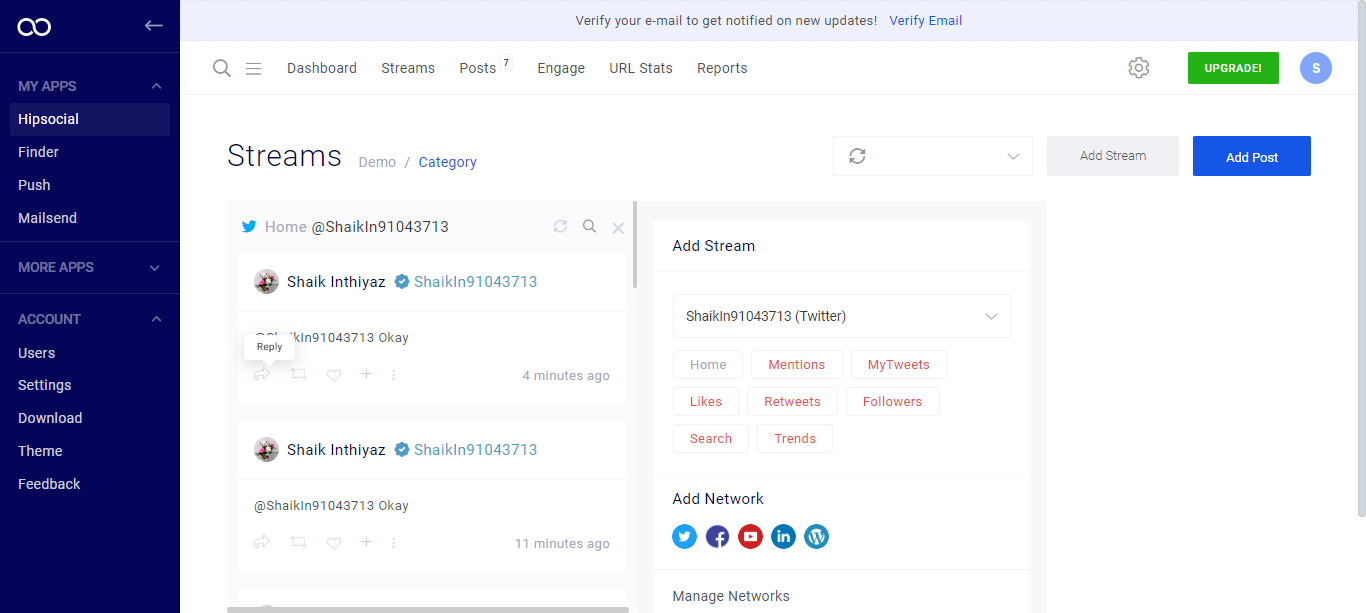 Verify your e-mail to get notified on new updates! Verify Email
MY APPS
Hipsocial
Finder
Push
Mailsend
MORE APPS
ACCOUNT
Users
Settings
Download
Theme
Feedback
Dashboard Streams Posts 7 Engage URL Stats Reports
UPGRADE!
S
Streams Demo / Category
Add Stream
Add Post
Home @ShaikIn91043713
Shaik Inthiyaz ShaikIn91043713
@ShaikIn91043713 Okay
Reply
4 minutes ago
Shaik Inthiyaz ShaikIn91043713
@ShaikIn91043713 Okay
11 minutes ago
Add Stream
ShaikIn91043713 (Twitter)
Home Mentions MyTweets
Likes Retweets Followers
Search Trends
Add Network
Manage Networks